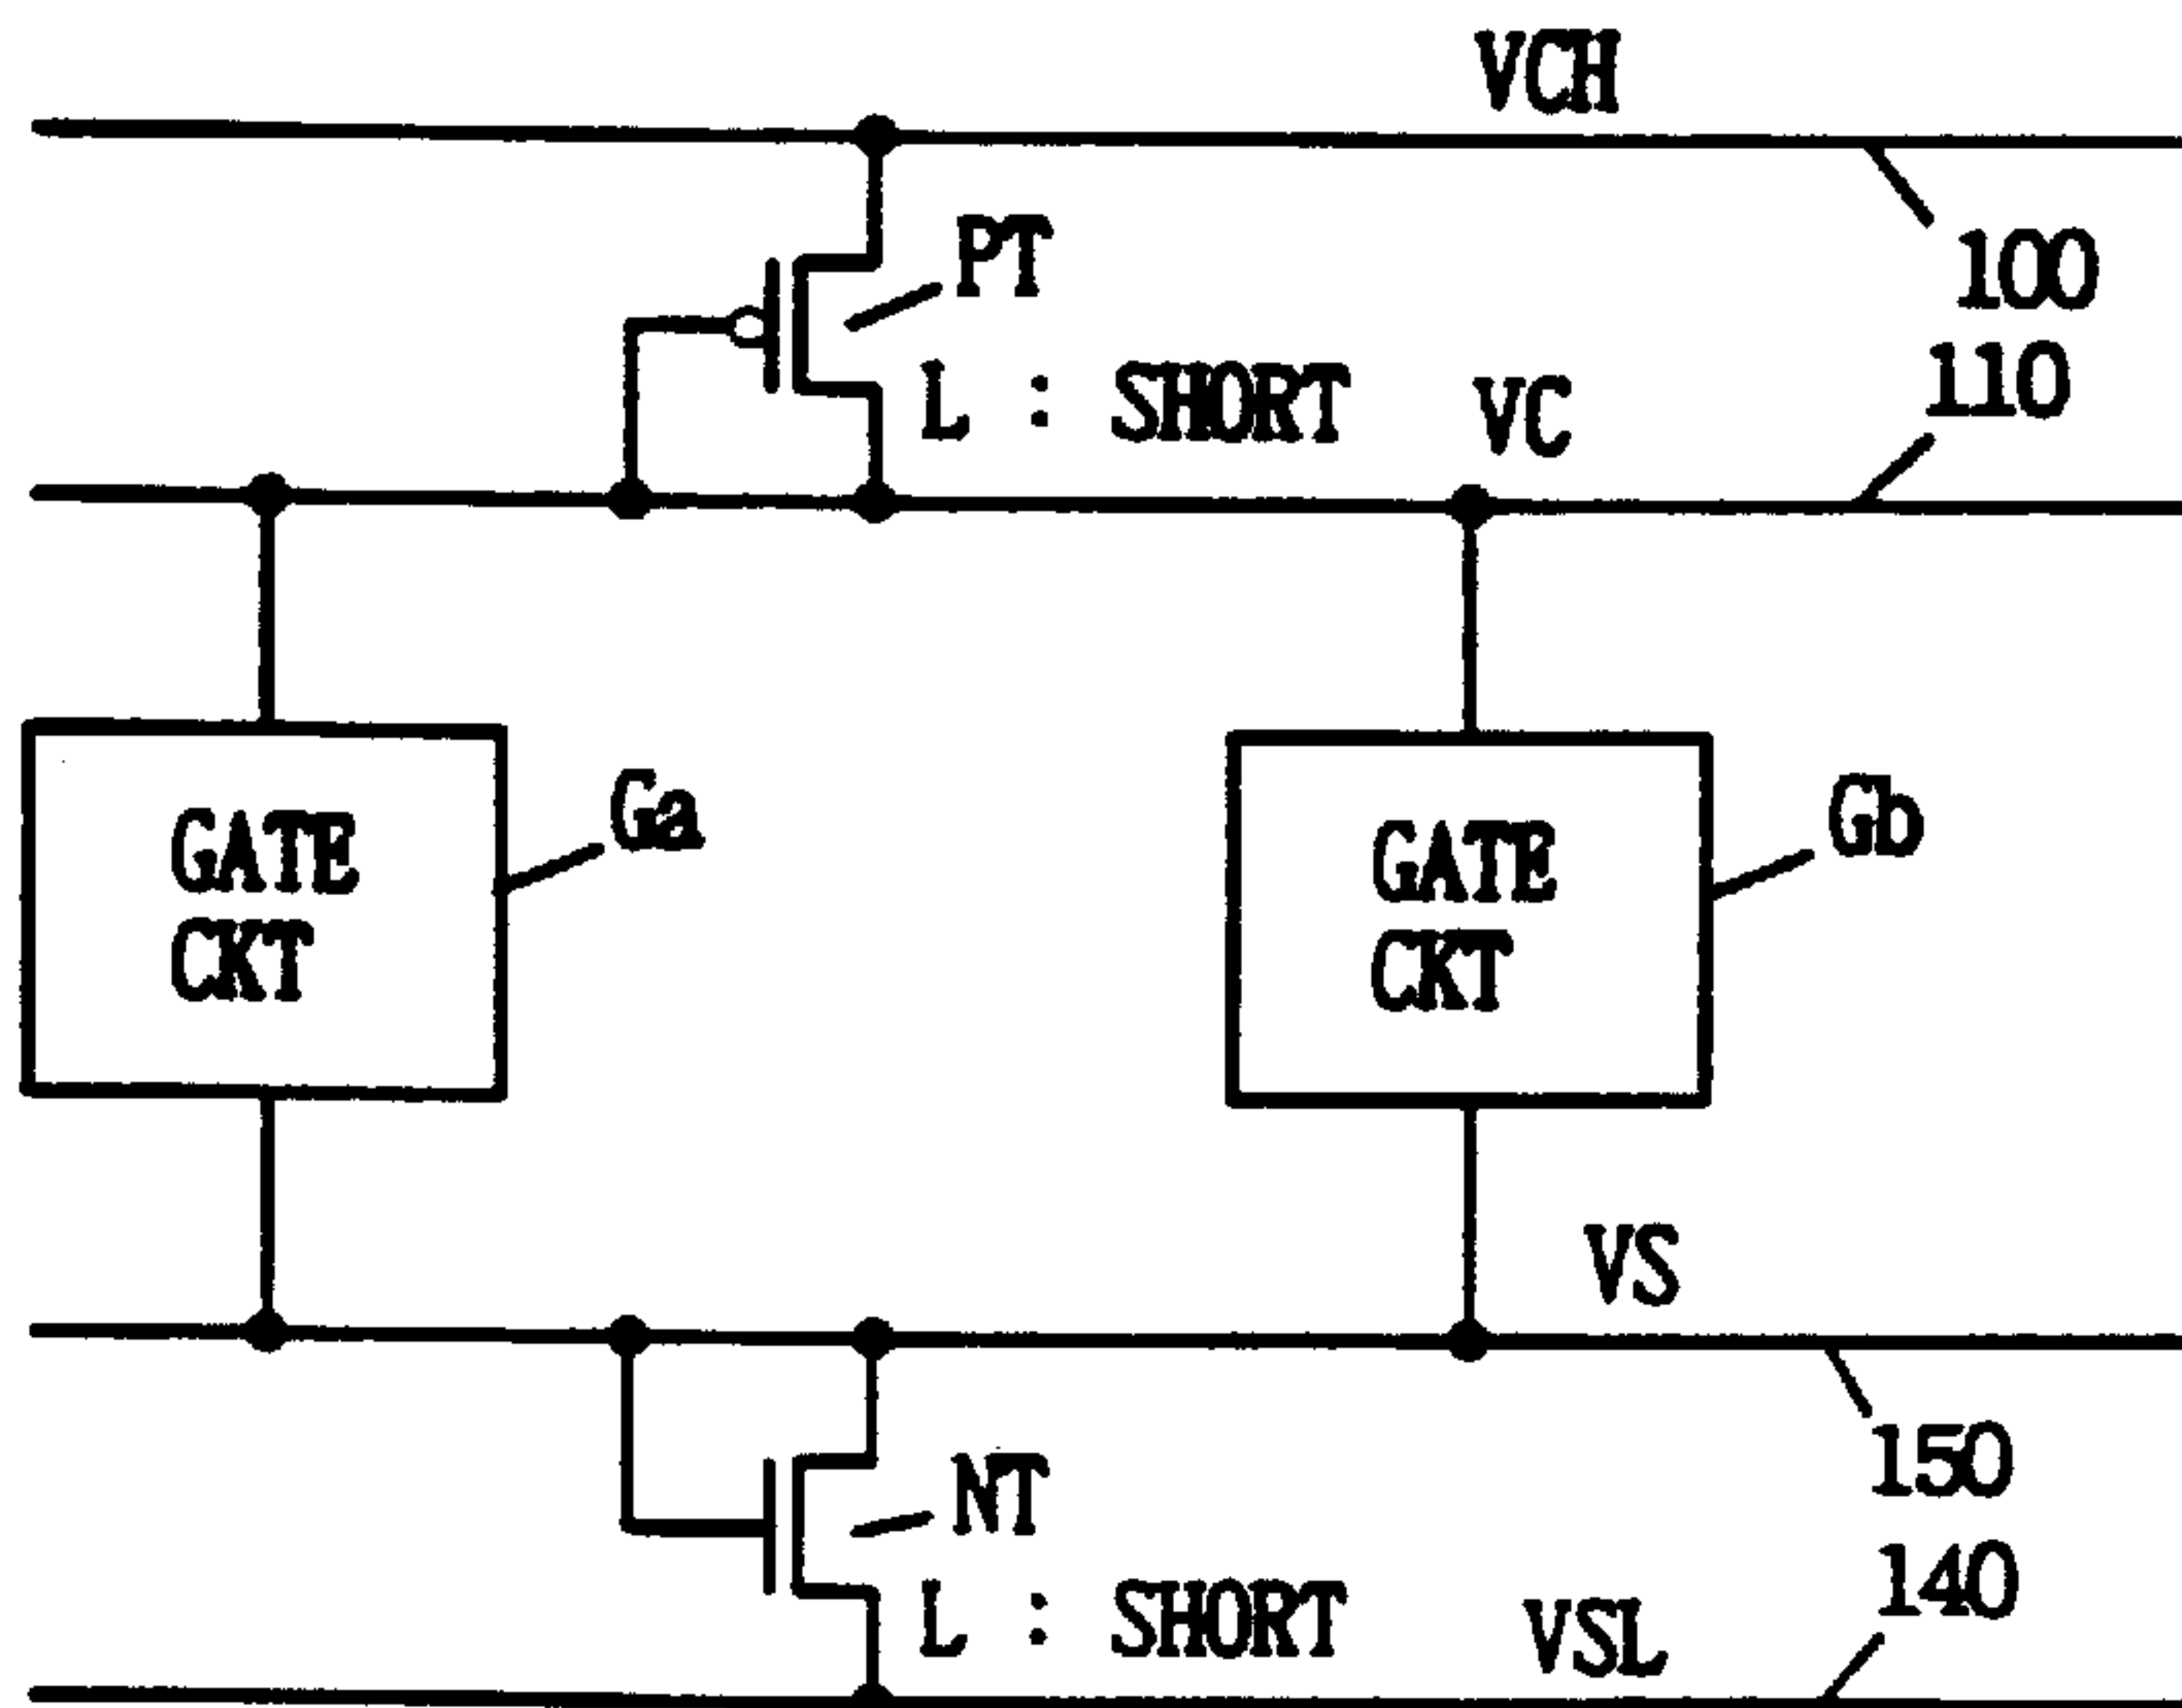 VCH
100
PT
L : SHORT
VC
110
GATE
CKT
Ga
GATE
CKT
Gb
VS
150
NT
L : SHORT
VSL
140